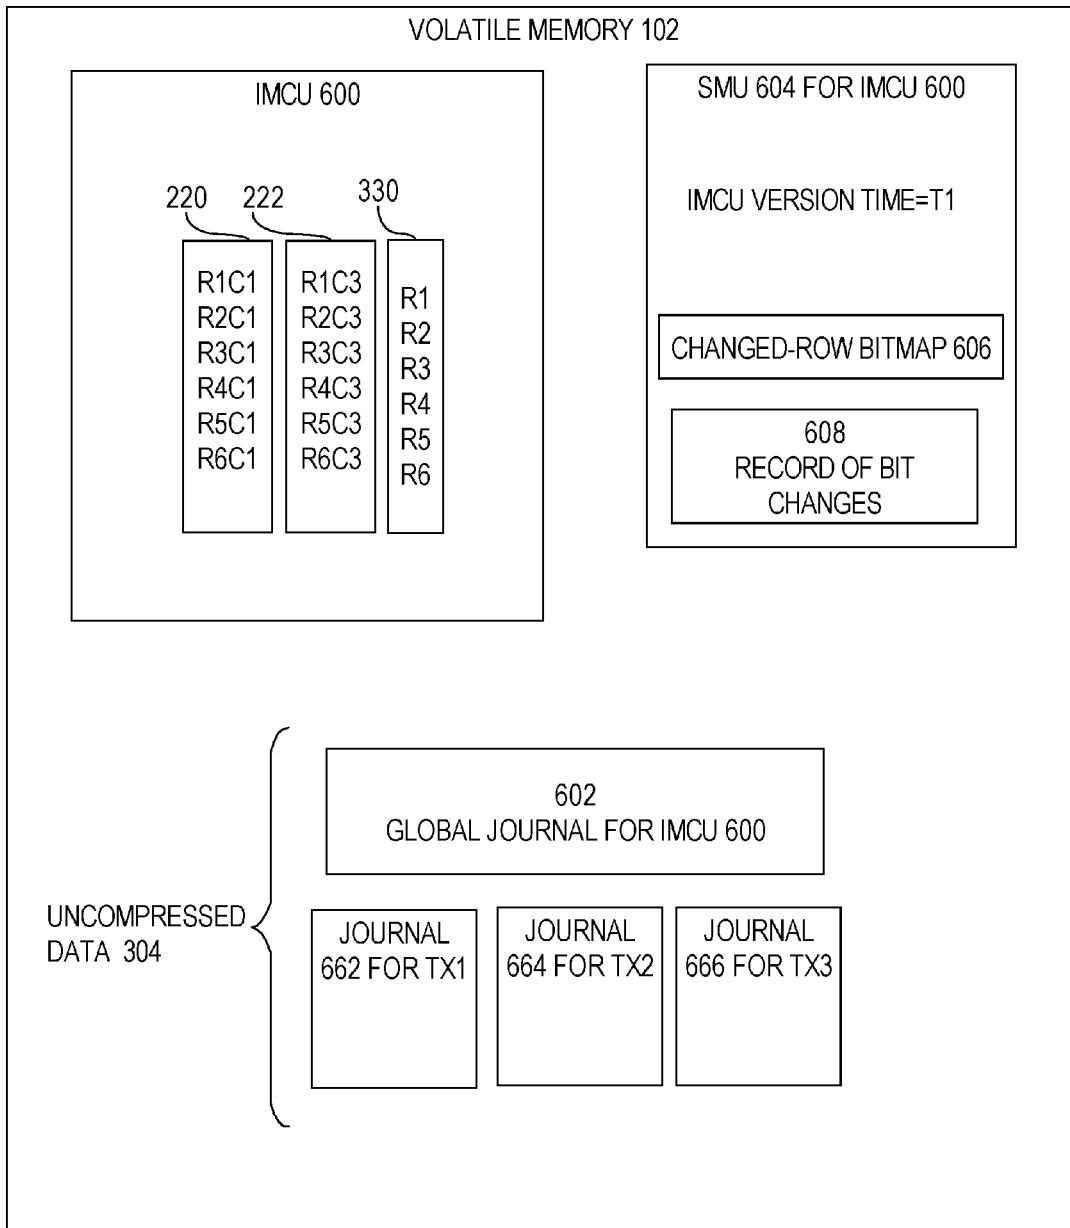 VOLATILE MEMORY 102
IMCU 600
220
222
330
R1C1
R2C1
R3C1
R4C1
R5C1
R6C1
R1C3
R2C3
R3C3
R4C3
R5C3
R6C3
R1
R2
R3
R4
R5
R6
SMU 604 FOR IMCU 600
IMCU VERSION TIME=T1
CHANGED-ROW BITMAP 606
608
RECORD OF BIT
CHANGES
UNCOMPRESSED
DATA 304
602
GLOBAL JOURNAL FOR IMCU 600
JOURNAL
662 FOR TX1
JOURNAL
664 FOR TX2
JOURNAL
666 FOR TX3